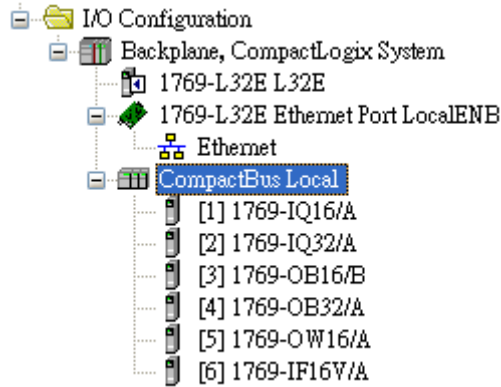 I/O Configuration
Backplane, CompactLogix System
1769-L32E L32E
1769-L32E Ethernet Port LocalENB
Ethernet
CompactBus Local
[1] 1769-IQ16/A
[2] 1769-IQ32/A
[3] 1769-OB16/B
[4] 1769-OB32/A
[5] 1769-OW16/A
[6] 1769-IF16V/A